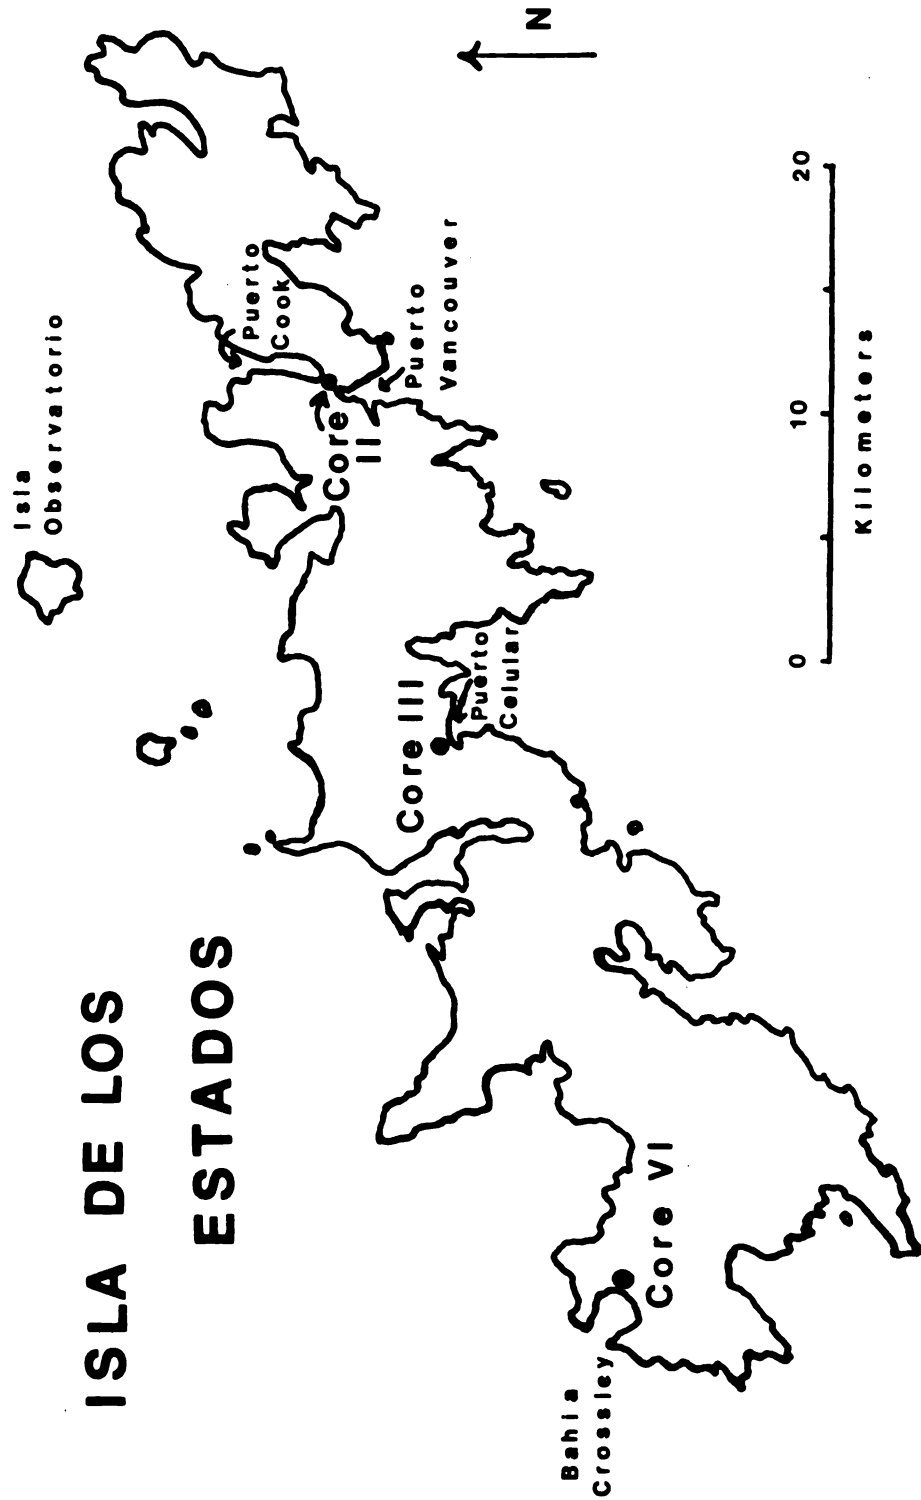 ISLA DE LOS
ESTADOS
Isla
Observatorio
N
Puerto
Cook
Core
II
Puerto
Vancouver
Core III
Puerto
Celular
Bahia
Crossley
Core VI
0 10 20
Kilometers